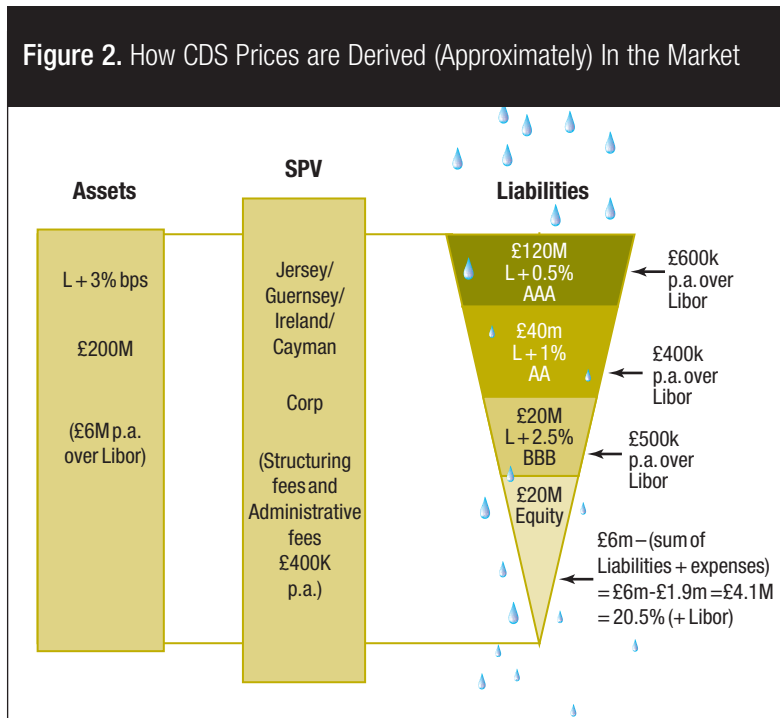 Figure 2. How CDS Prices are Derived (Approximately) In the Market
Assets
L + 3% bps
£200M
(£6M p.a.
over Libor)
SPV
Jersey/
Guernsey/
Ireland/
Cayman
Corp
(Structuring
fees and
Administrative
fees
£400K
p.a.)
Liabilities
£120M
L + 0.5%
AAA
£40m
L + 1%
AA
£20M
L + 2.5%
BBB
£20M
Equity
£600k
p.a. over
Libor
£400k
p.a. over
Libor
£500k
p.a. over
Libor
£6m – (sum of
Liabilities + expenses)
= £6m-£1.9m = £4.1M
= 20.5% (+ Libor)